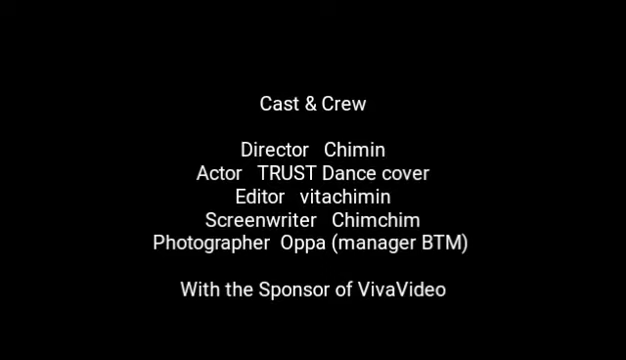 Cast & Crew
Director Chimin
Actor TRUST Dance cover
Editor vitachimin
Screenwriter Chimchim
Photographer Oppa (manager BTM)
With the Sponsor of VivaVideo